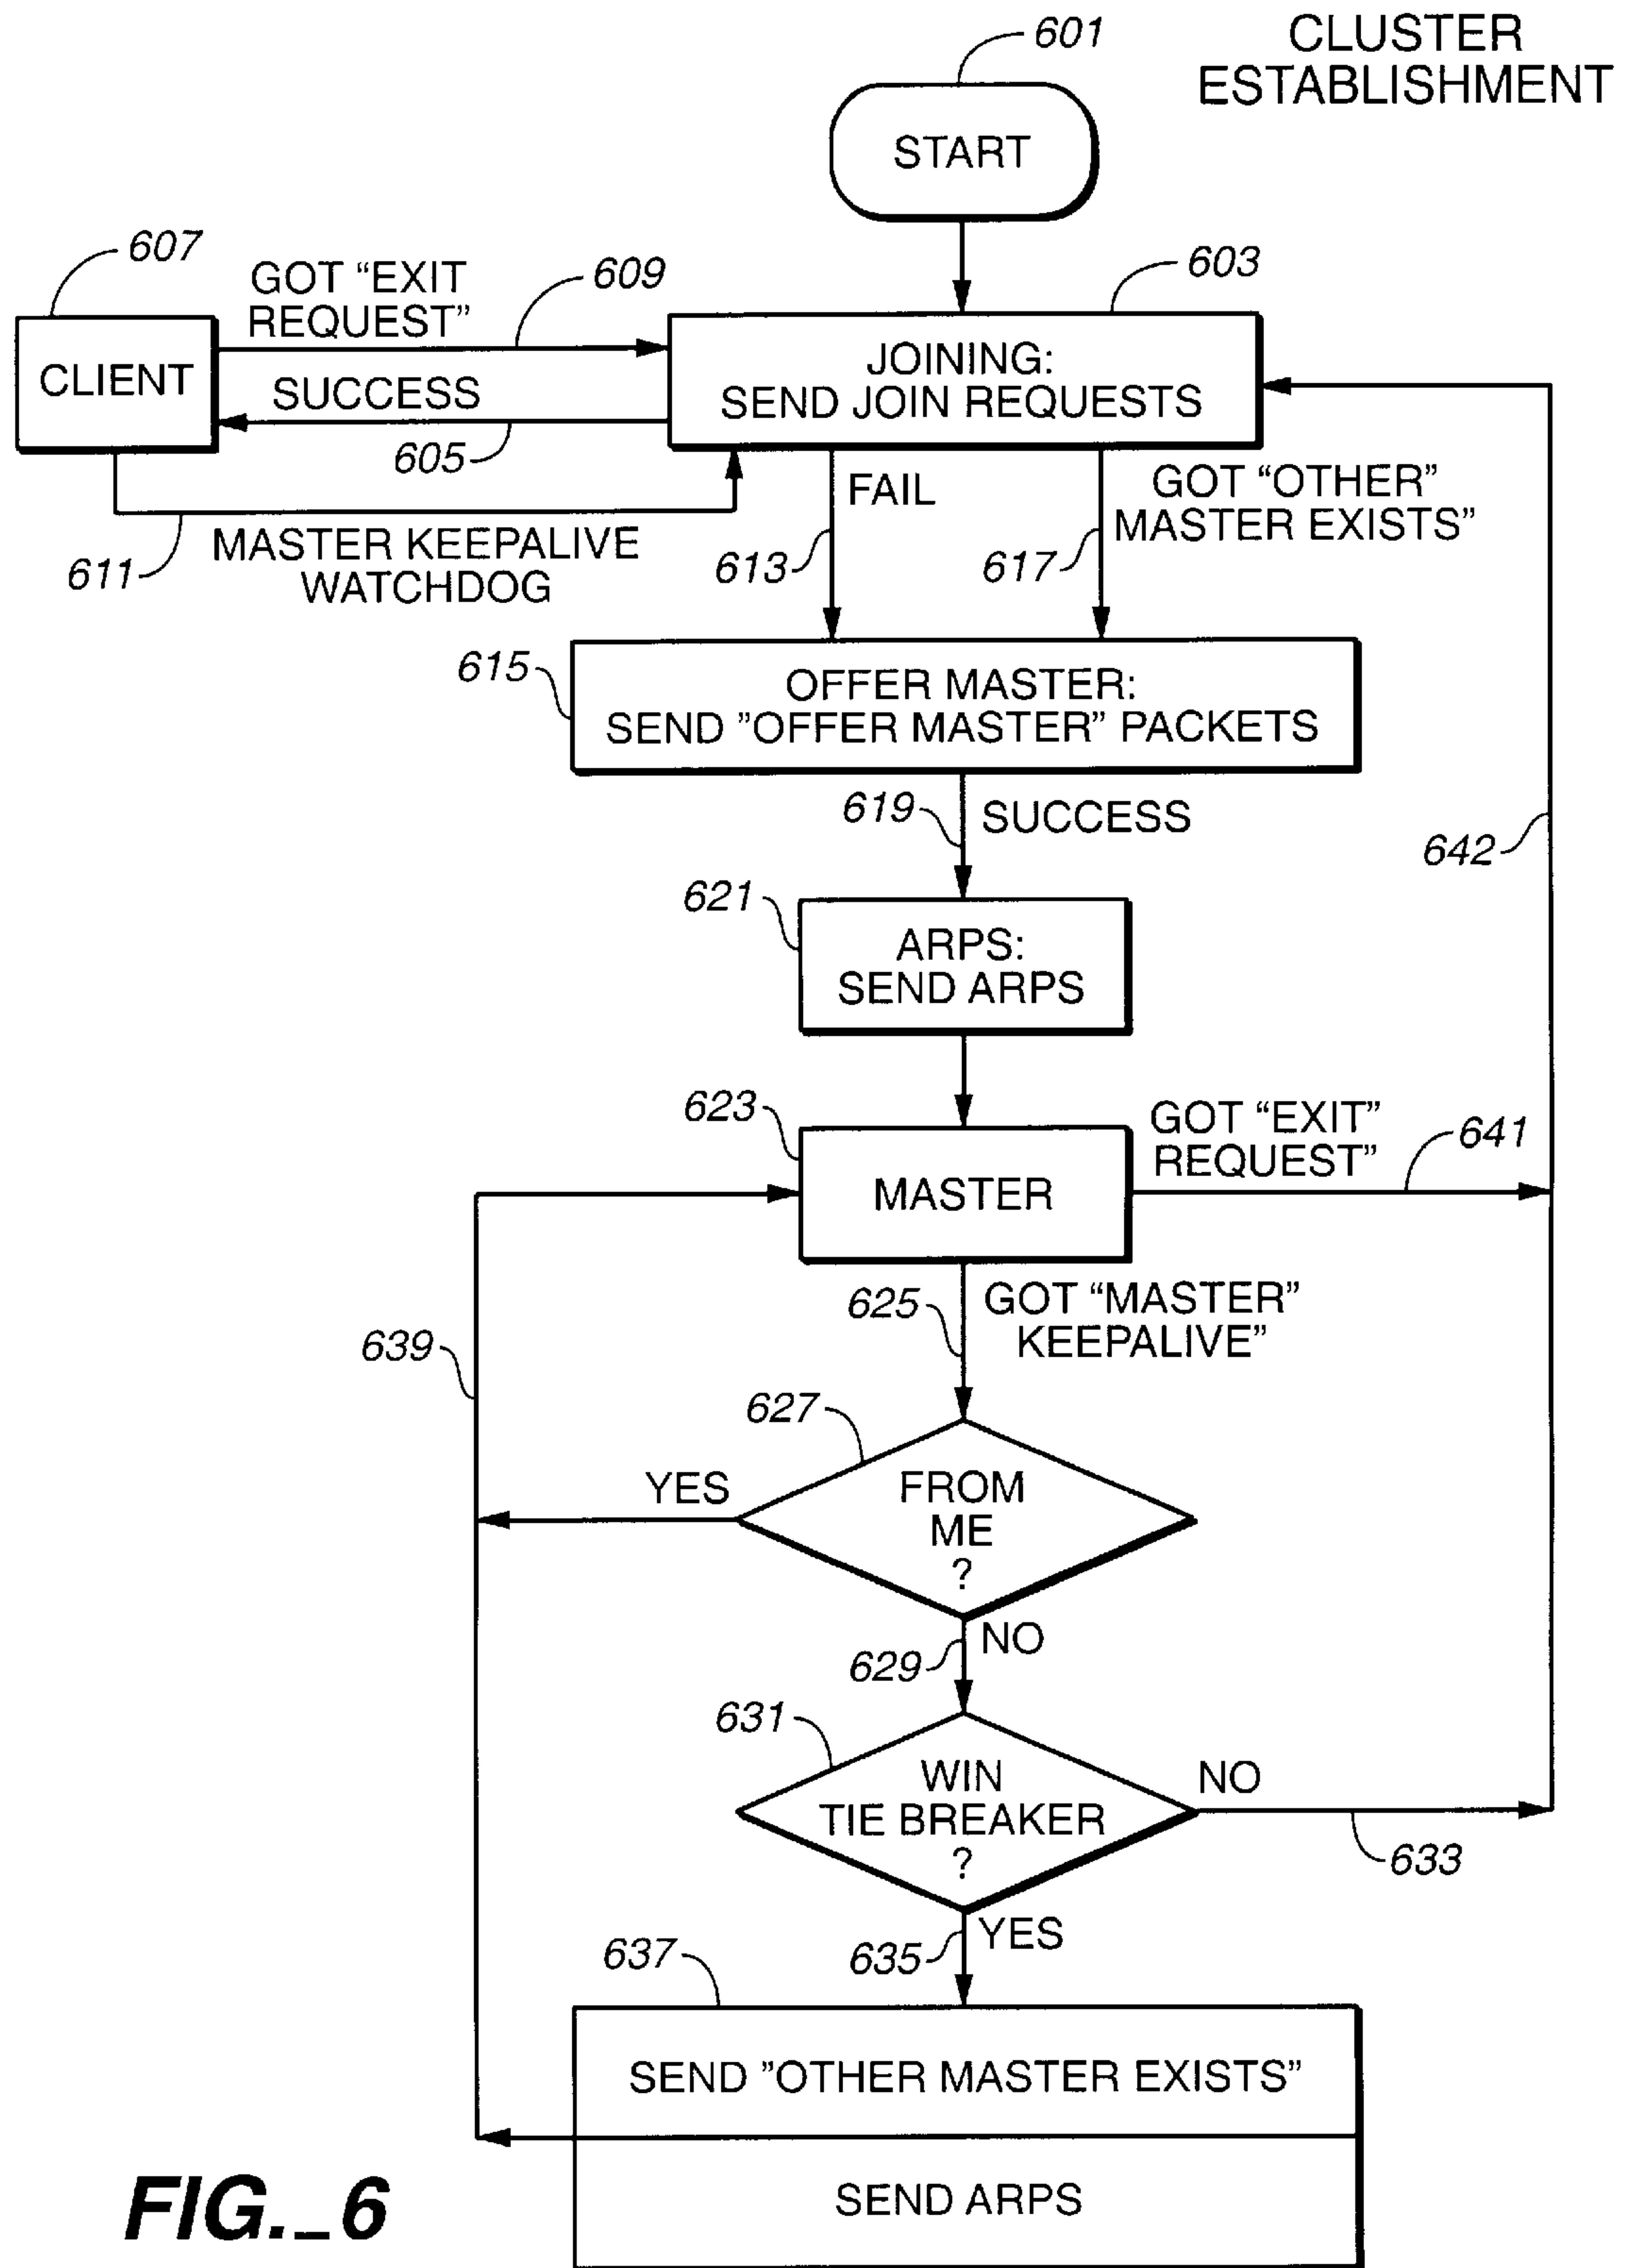 CLUSTER
ESTABLISHMENT
601
START
607
GOT “EXIT
REQUEST”
609
603
CLIENT
JOINING:
SEND JOIN REQUESTS
SUCCESS
605
FAIL
GOT “OTHER”
MASTER EXISTS”
611
MASTER KEEPALIVE
WATCHDOG
613
617
615
OFFER MASTER:
SEND ”OFFER MASTER” PACKETS
619
SUCCESS
642
621
ARPS:
SEND ARPS
623
MASTER
GOT “EXIT”
REQUEST”
641
625
GOT “MASTER”
KEEPALIVE”
639
627
YES
FROM
ME
?
NO
629
631
WIN
TIE BREAKER
?
NO
633
YES
635
637
SEND ”OTHER MASTER EXISTS”
SEND ARPS
FIG._6